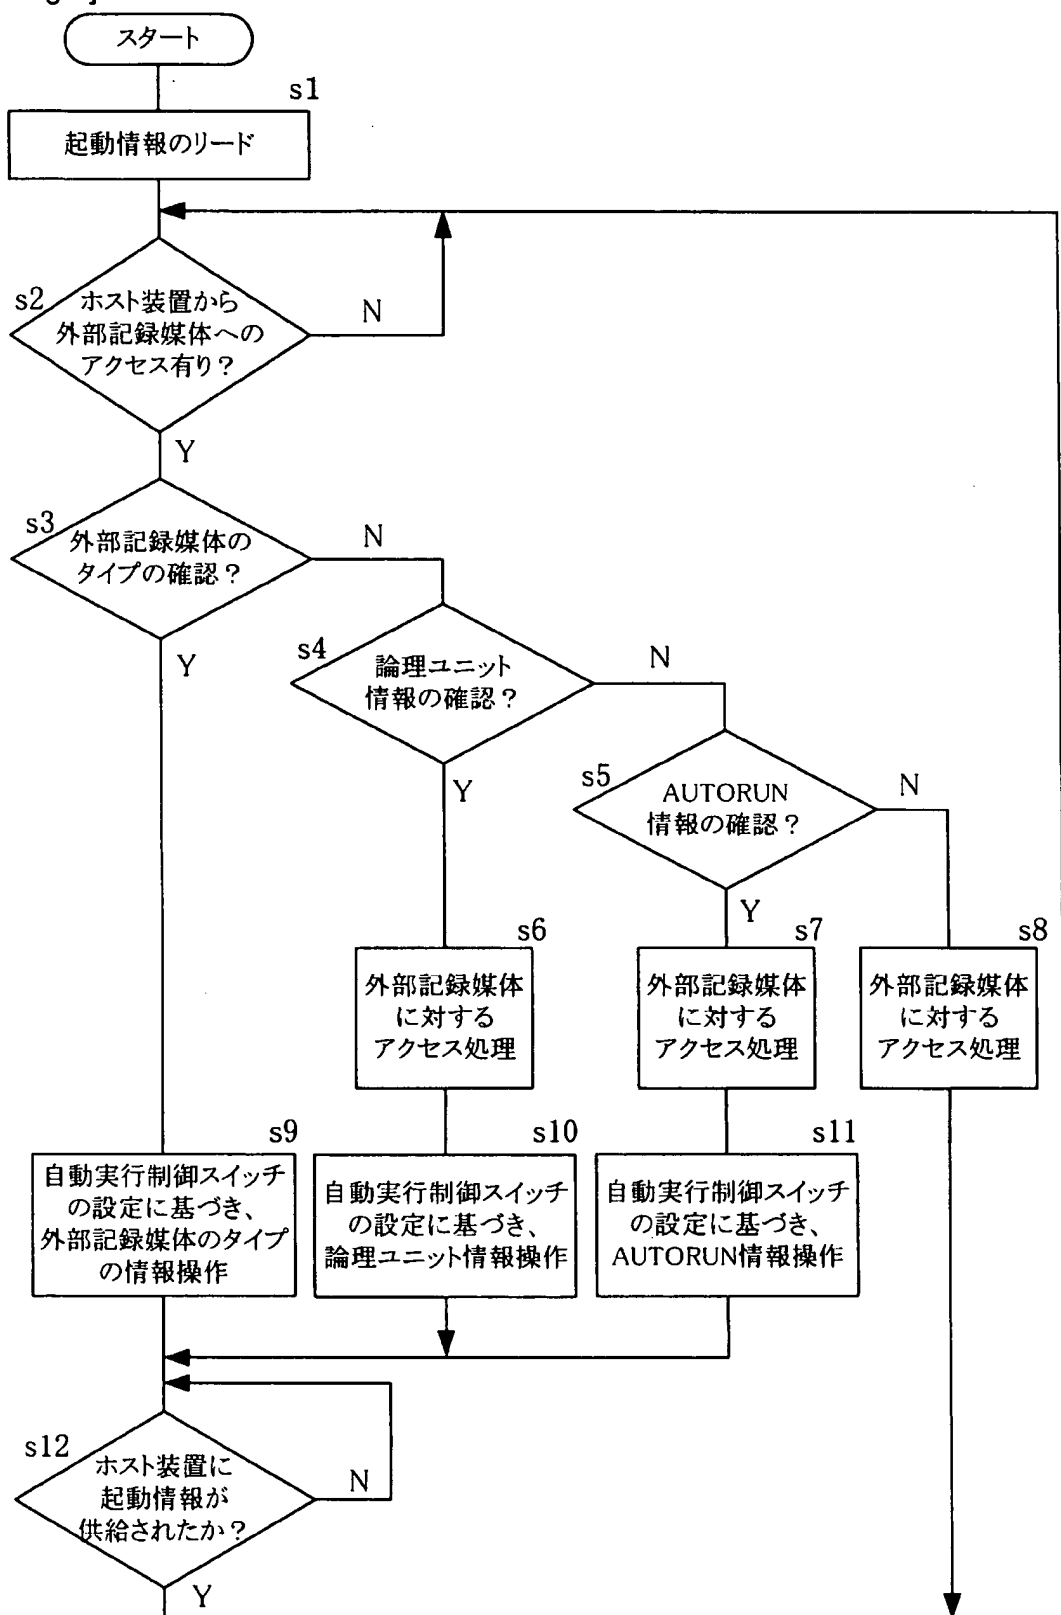 スタート
s1
起動情報のリード
s2
ホスト装置から
外部記録媒体への
アクセス有り？
N
Y
s3
外部記録媒体の
タイプの確認？
N
Y
s4
論理ユニット
情報の確認？
N
Y
s5
AUTORUN
情報の確認？
N
Y
s6
外部記録媒体
に対する
アクセス処理
s7
外部記録媒体
に対する
アクセス処理
s8
外部記録媒体
に対する
アクセス処理
s9
自動実行制御スイッチ
の設定に基づき、
外部記録媒体のタイプ
の情報操作
s10
自動実行制御スイッチ
の設定に基づき、
論理ユニット情報操作
s11
自動実行制御スイッチ
の設定に基づき、
AUTORUN情報操作
s12
ホスト装置に
起動情報が
供給されたか？
N
Y